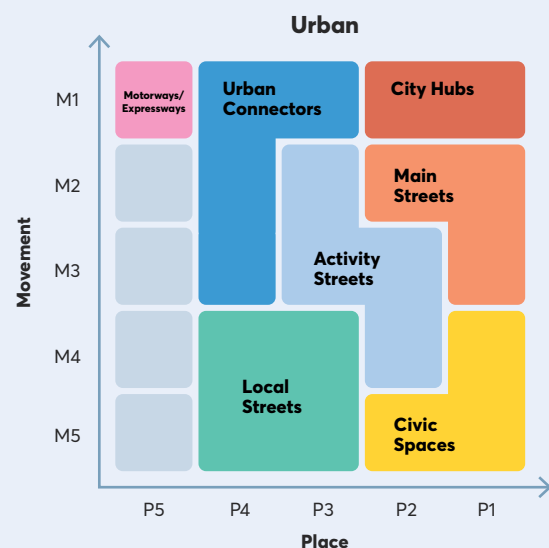 Urban
M1
Motorways/
Expressways
Urban
Connectors
City Hubs
M2
Main
Streets
M3
Activity
Streets
M4
Local
Streets
M5
Civic
Spaces
Movement
P5
P4
P3
P2
P1
Place